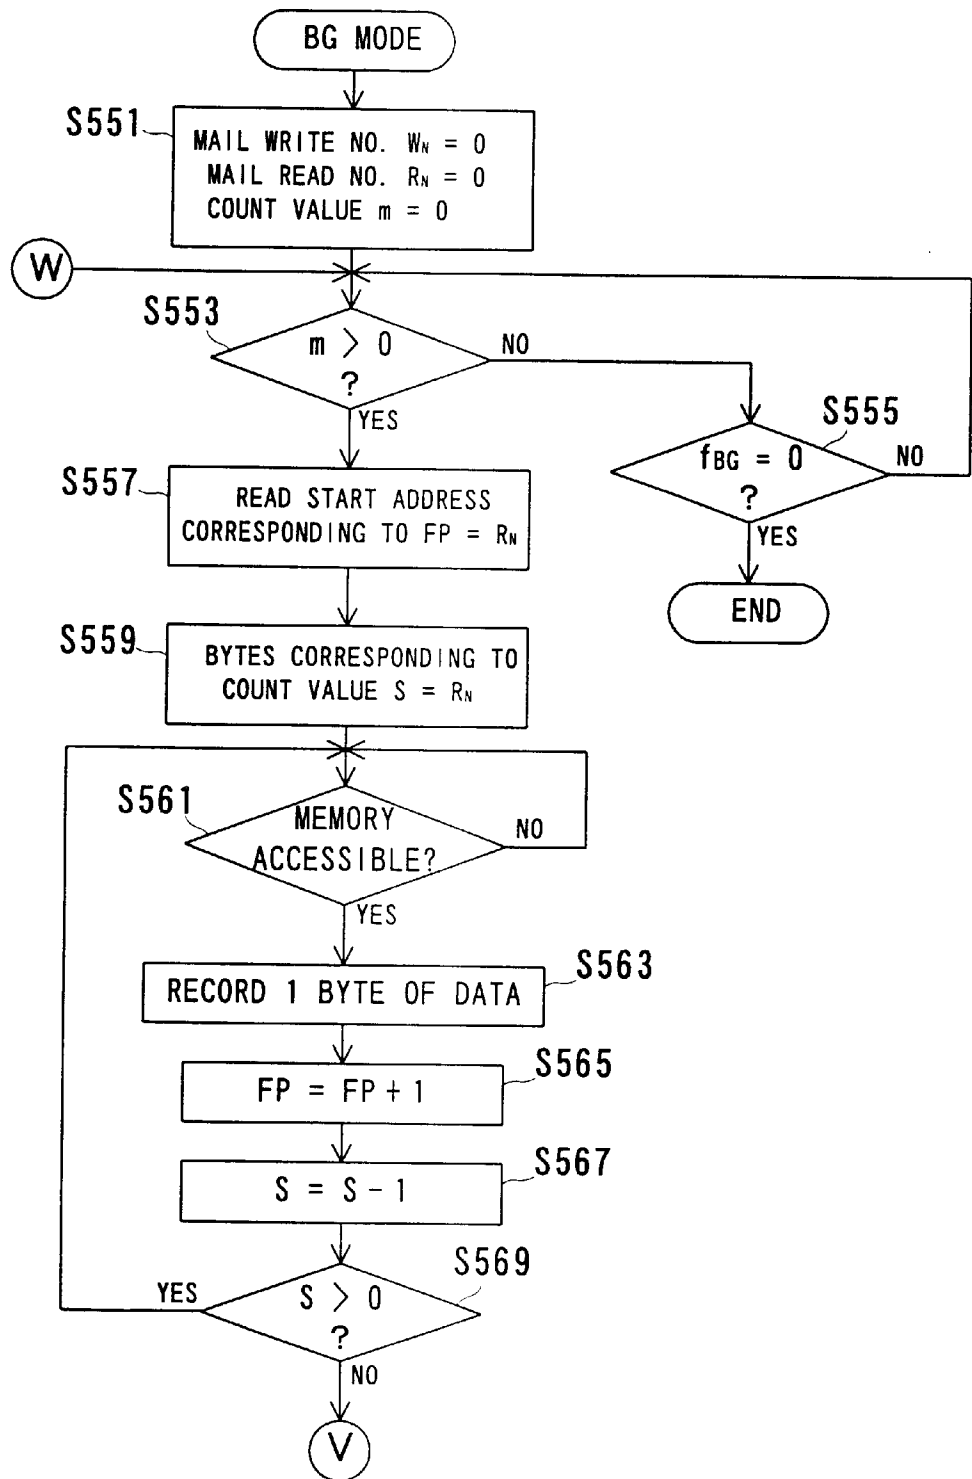 BG MODE
S551
MAIL WRITE NO. WN = 0
MAIL READ NO. RN = 0
COUNT VALUE m = 0
W
S553
m > 0
?
NO
YES
S555
fBG = 0
?
NO
YES
END
S557
READ START ADDRESS
CORRESPONDING TO FP = RN
S559
BYTES CORRESPONDING TO
COUNT VALUE S = RN
S561
MEMORY
ACCESSIBLE?
NO
YES
S563
RECORD 1 BYTE OF DATA
S565
FP = FP + 1
S567
S = S - 1
S569
S > 0
?
YES
NO
V